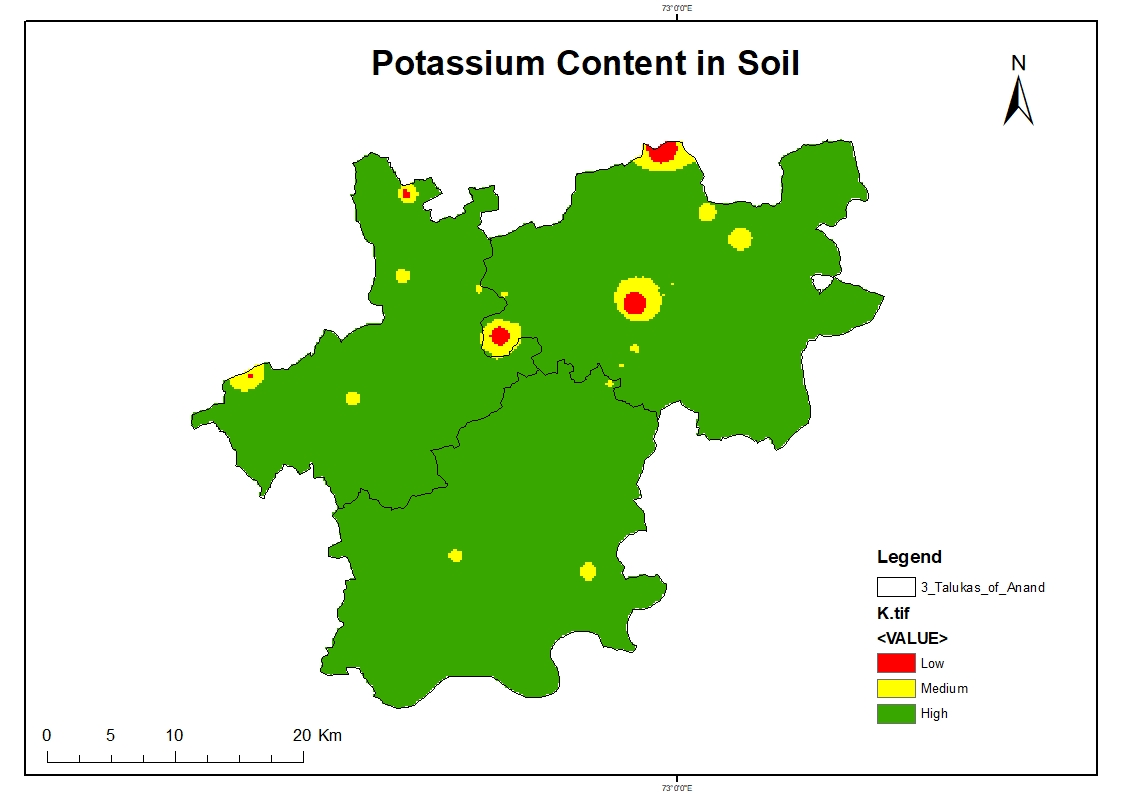 73°0'0"E
Potassium Content in Soil
N
Legend
3_Talukas_of_Anand
K.tif
<VALUE>
Low
Medium
High
0 5 10 20 Km
73°0'0"E